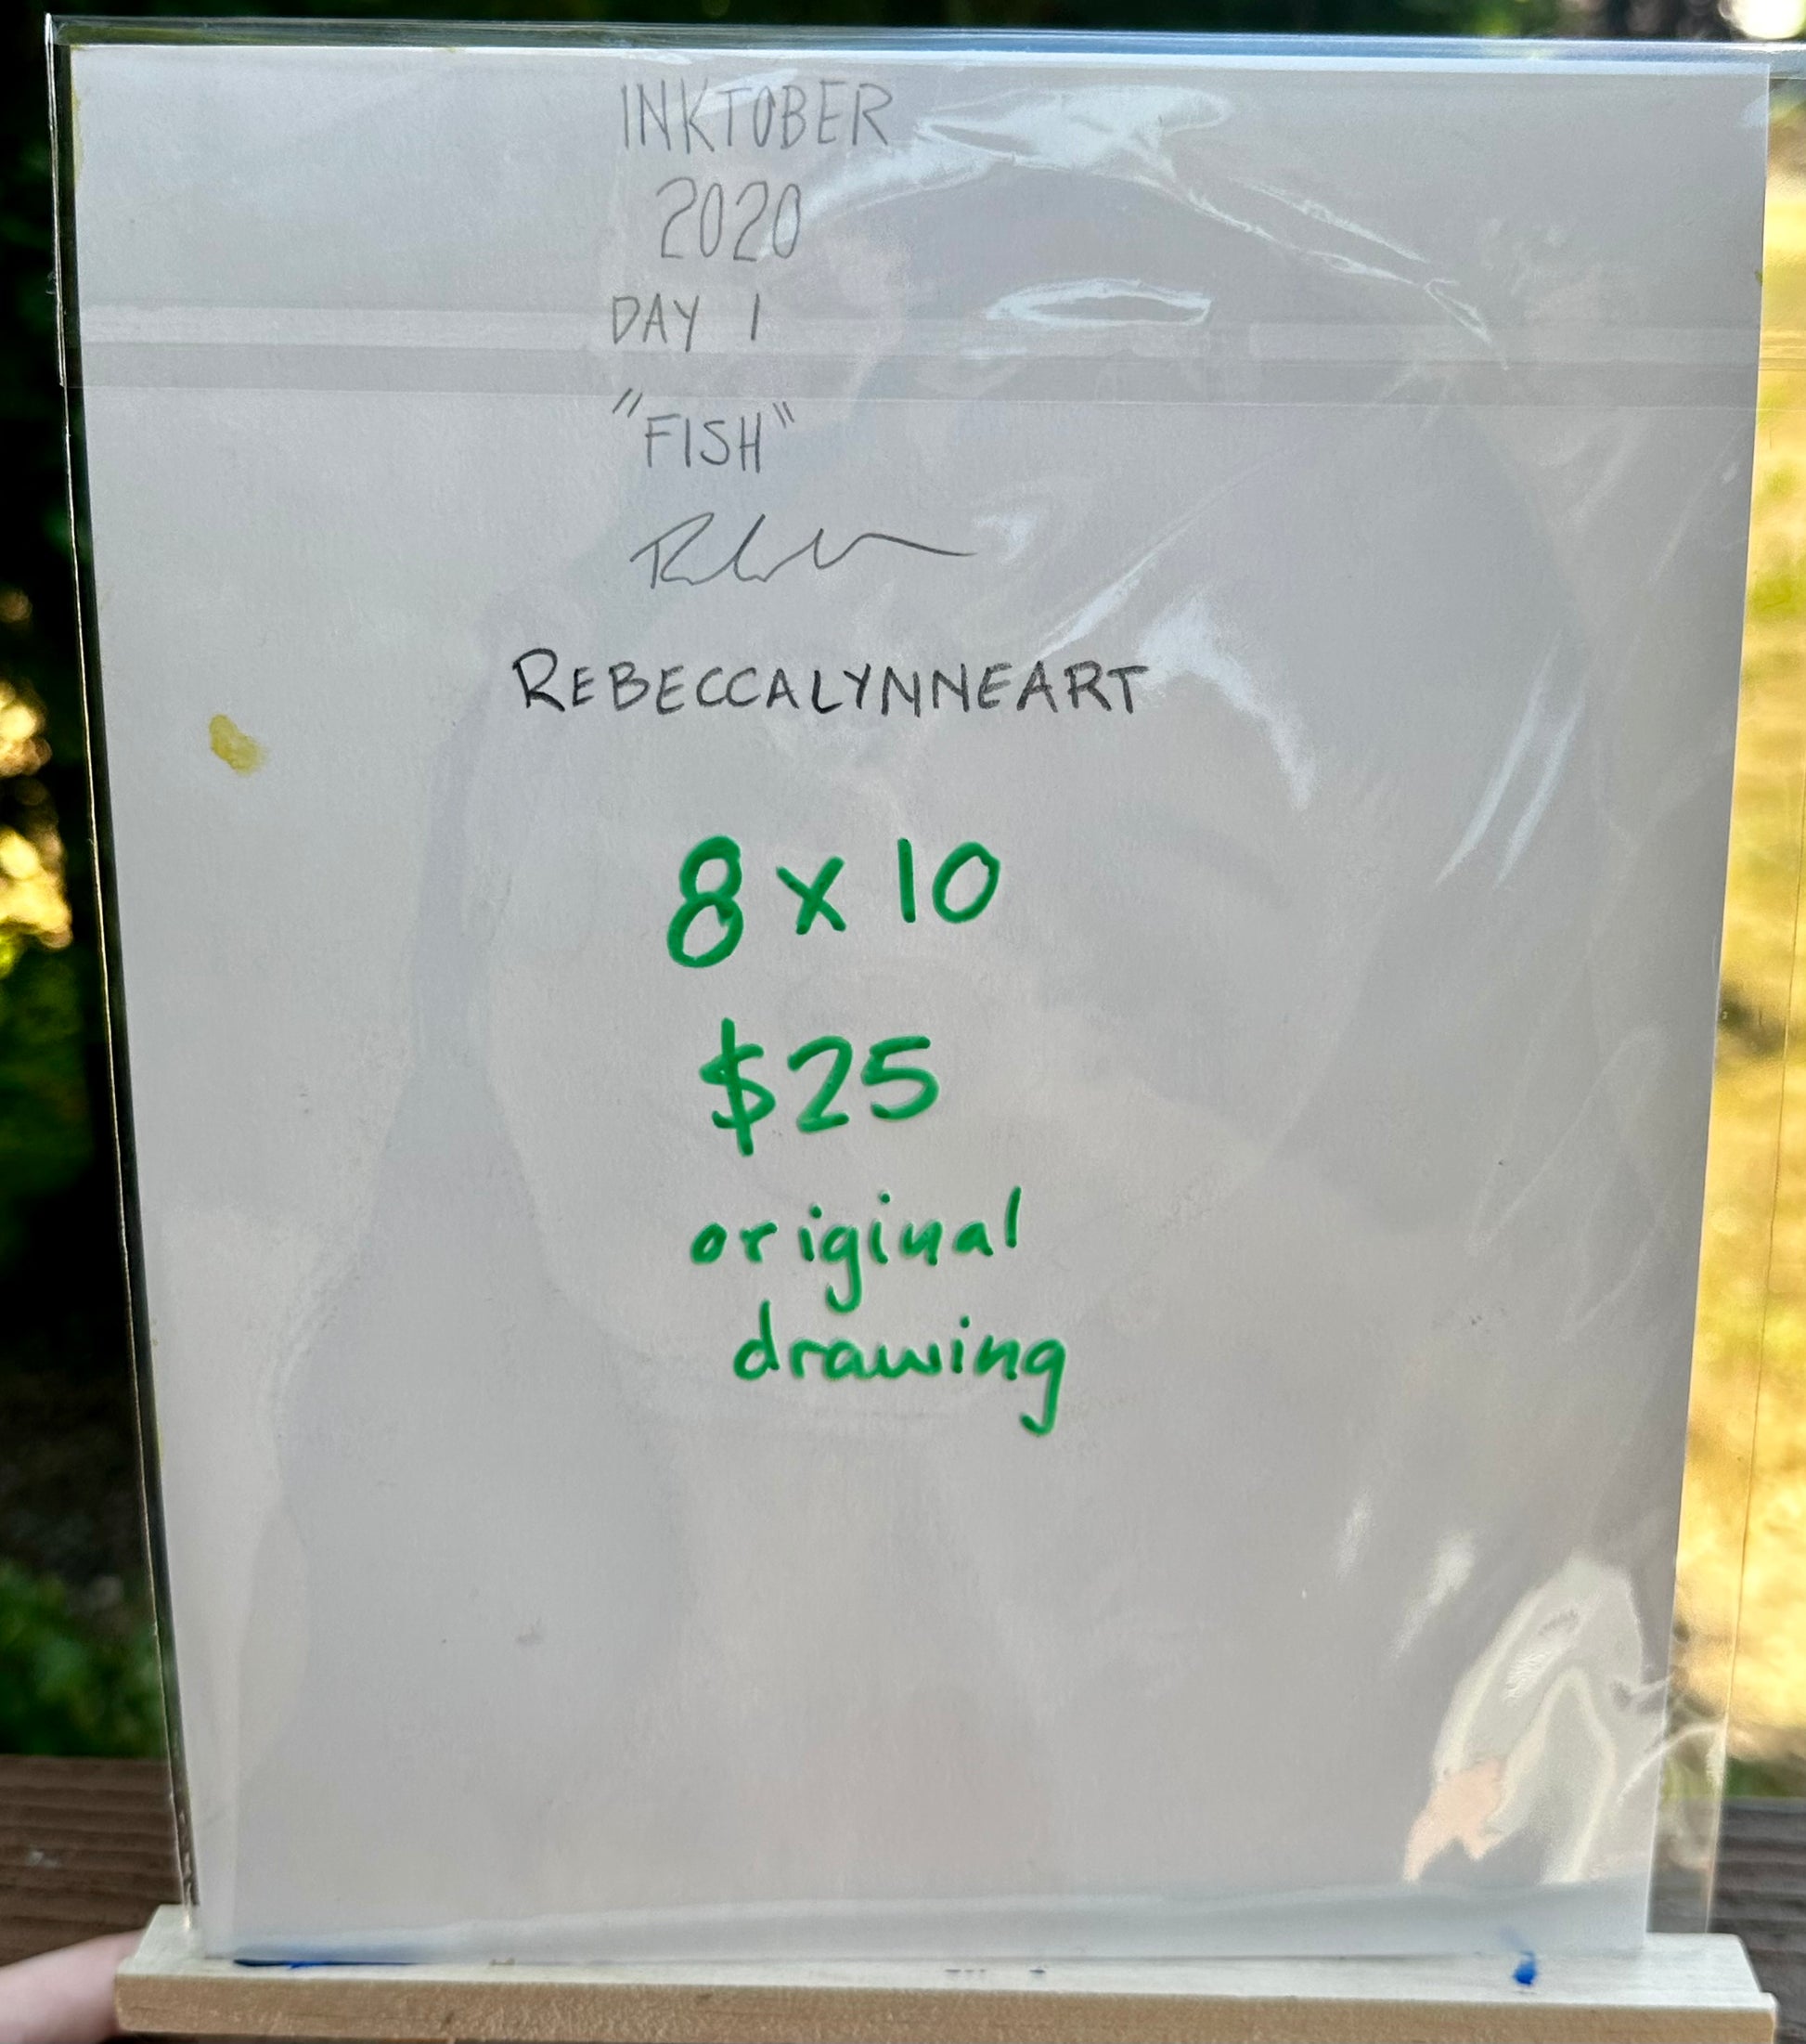 INKTOBER
2020
DAY 1
"FISH"
REBECCALYNNEART
8 x 10
$25
original
drawing